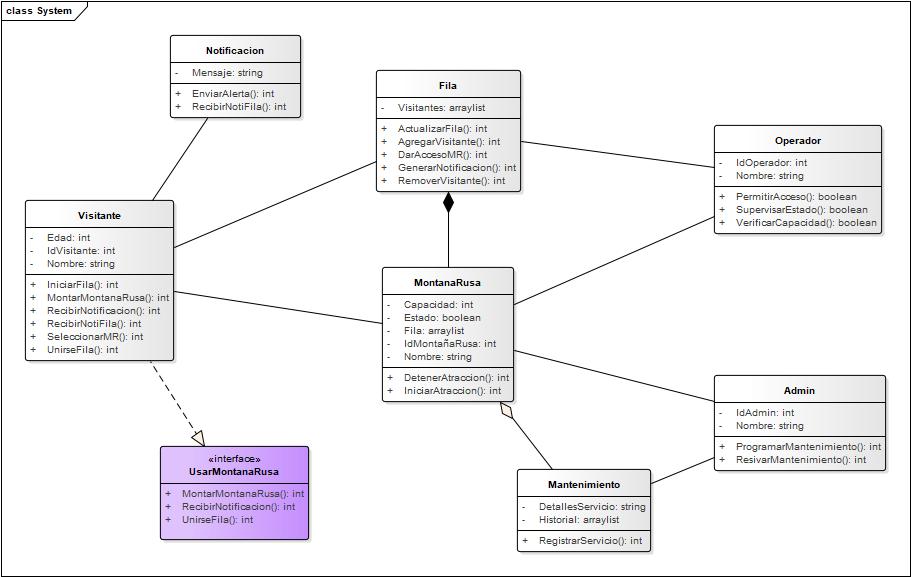 class System
Notificacion
- Mensaje: string
+ EnviarAlerta(): int
+ RecibirNotiFila(): int
Fila
- Visitantes: arraylist
+ ActualizarFila(): int
+ AgregarVisitante(): int
+ DarAccesoMR(): int
+ GenerarNotificacion(): int
+ RemoverVisitante(): int
Operador
- IdOperador: int
- Nombre: string
+ PermitirAcceso(): boolean
+ SupervisarEstado(): boolean
+ VerificarCapacidad(): boolean
Visitante
- Edad: int
- IdVisitante: int
- Nombre: string
+ IniciarFila(): int
+ MontarMontanaRusa(): int
+ RecibirNotificacion(): int
+ RecibirNotiFila(): int
+ SeleccionarMR(): int
+ UnirseFila(): int
MontanaRusa
- Capacidad: int
- Estado: boolean
- Fila: arraylist
- IdMontañaRusa: int
- Nombre: string
+ DetenerAtraccion(): int
+ IniciarAtraccion(): int
Admin
- IdAdmin: int
- Nombre: string
+ ProgramarMantenimiento(): int
+ ResivarMantenimiento(): int
«interface»
UsarMontanaRusa
+ MontarMontanaRusa(): int
+ RecibirNotificacion(): int
+ UnirseFila(): int
Mantenimiento
- DetallesServicio: string
- Historial: arraylist
+ RegistrarServicio(): int